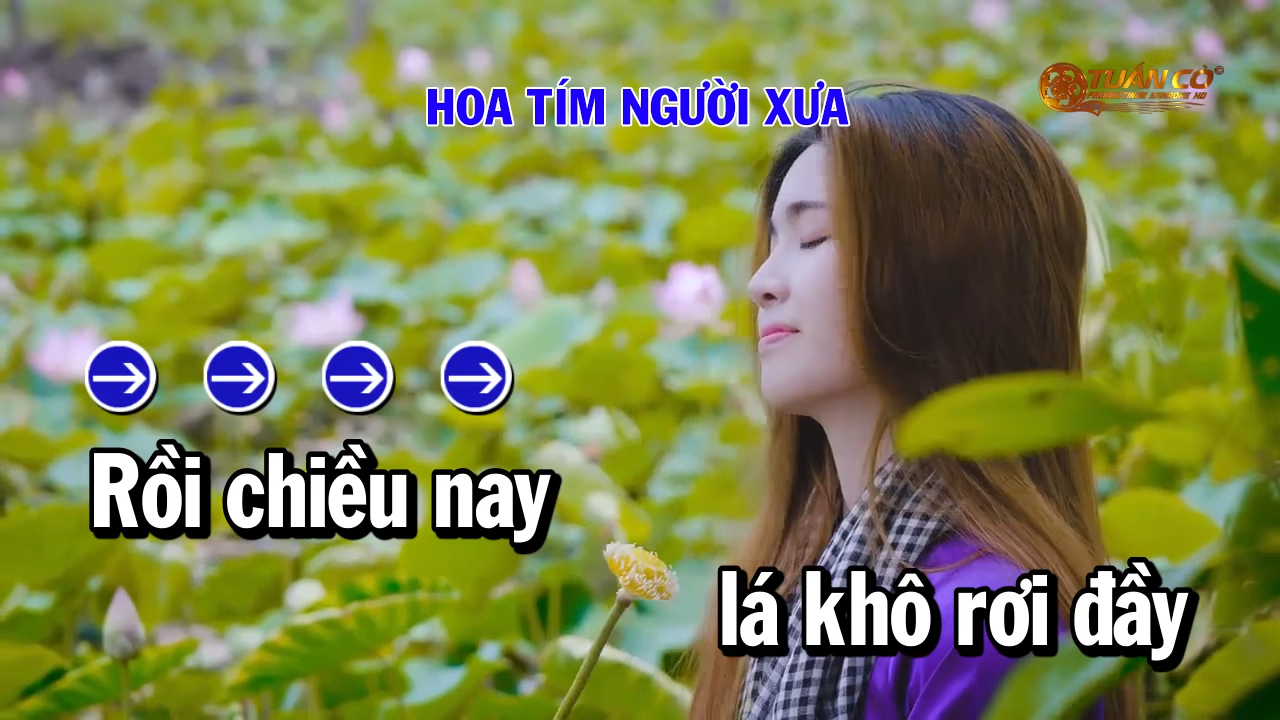 HOA TÍM NGƯỜI XƯA
TUẤN CÒ
Rồi chiều nay
lá khô rơi đầy